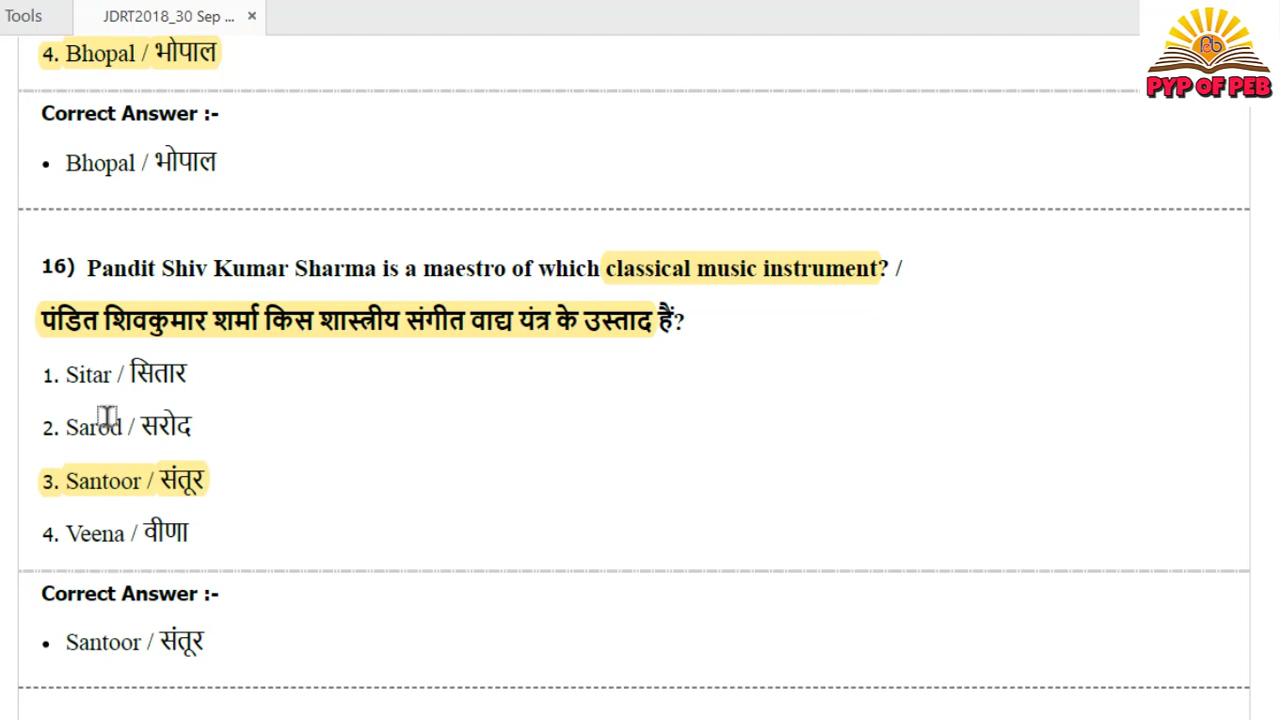 Tools
JDRT2018_30 Sep ... ×
PEB
PYP OF PEB
4. Bhopal / भोपाल
Correct Answer :-
• Bhopal / भोपाल
16) Pandit Shiv Kumar Sharma is a maestro of which classical music instrument? /
पंडित शिवकुमार शर्मा किस शास्त्रीय संगीत वाद्य यंत्र के उस्ताद हैं?
1. Sitar / सितार
2. Sarod / सरोद
3. Santoor / संतूर
4. Veena / वीणा
Correct Answer :-
• Santoor / संतूर